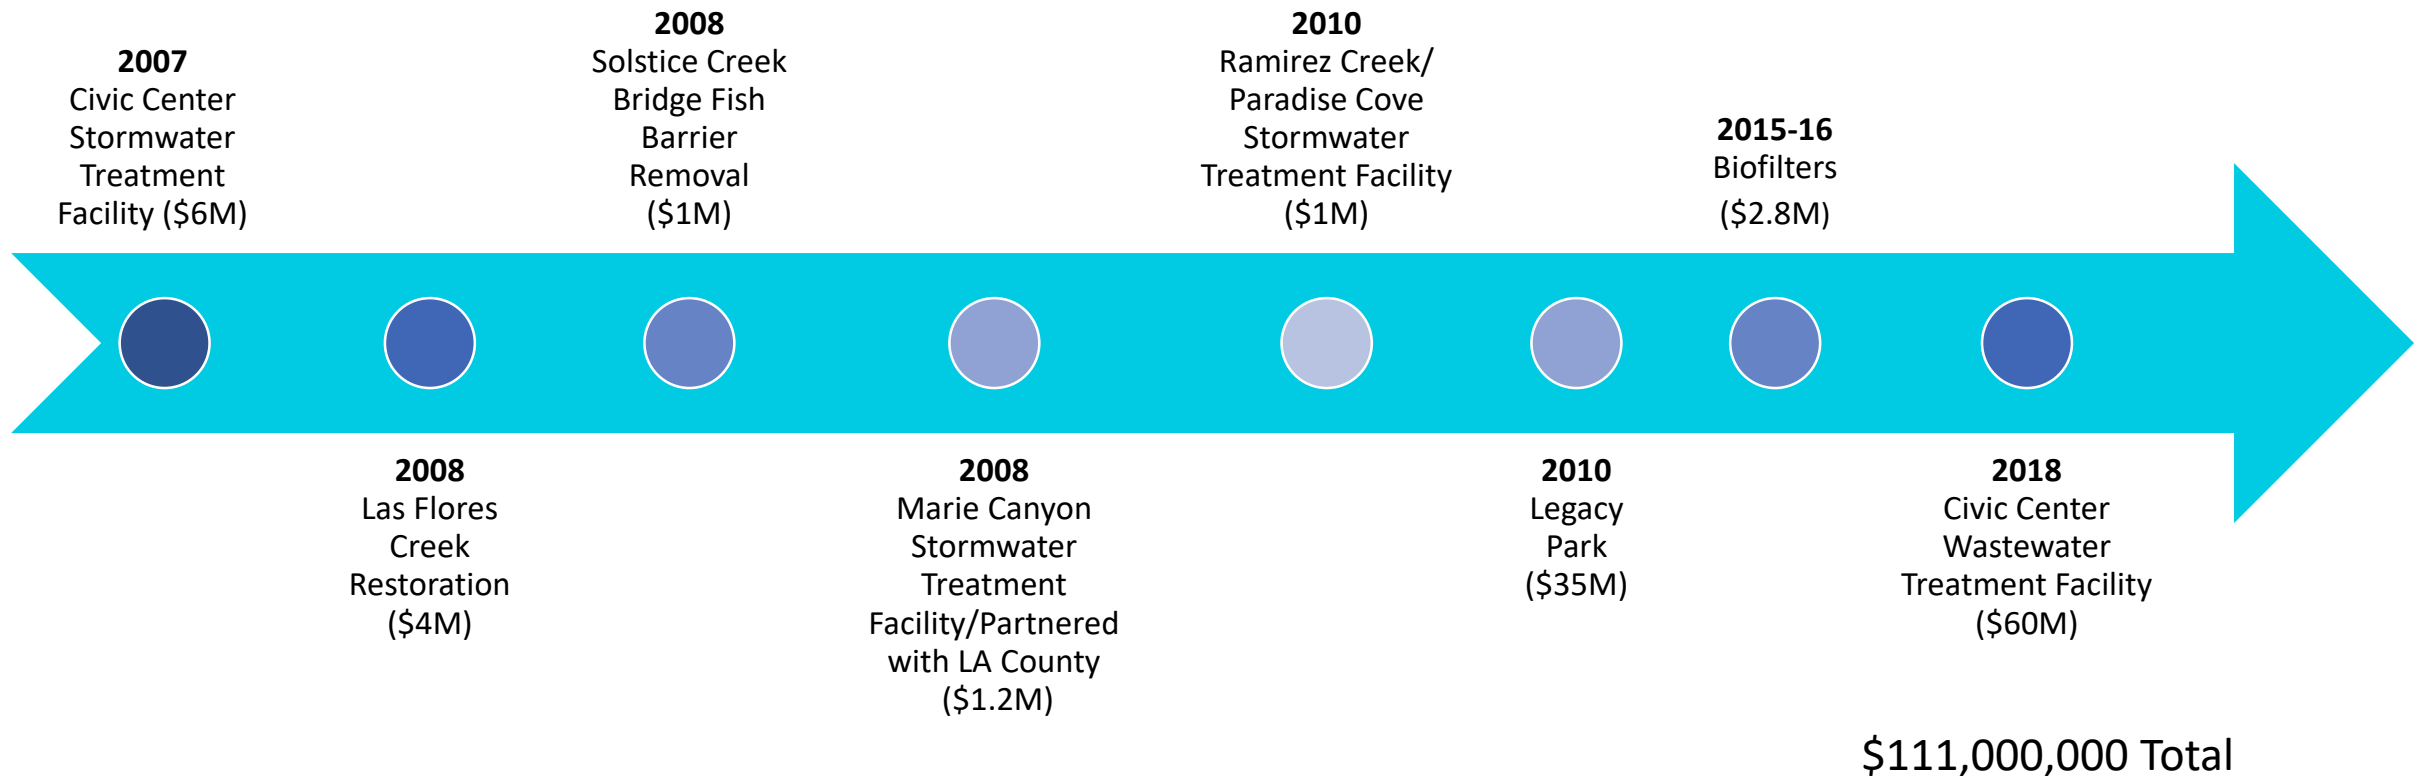 2007
Civic Center
Stormwater
Treatment
Facility ($6M)
2008
Las Flores
Creek
Restoration
($4M)
2008
Solstice Creek
Bridge Fish
Barrier
Removal
($1M)
2008
Marie Canyon
Stormwater
Treatment
Facility/Partnered
with LA County
($1.2M)
2010
Ramirez Creek/
Paradise Cove
Stormwater
Treatment Facility
($1M)
2010
Legacy
Park
($35M)
2015-16
Biofilters
($2.8M)
2018
Civic Center
Wastewater
Treatment Facility
($60M)
$111,000,000 Total